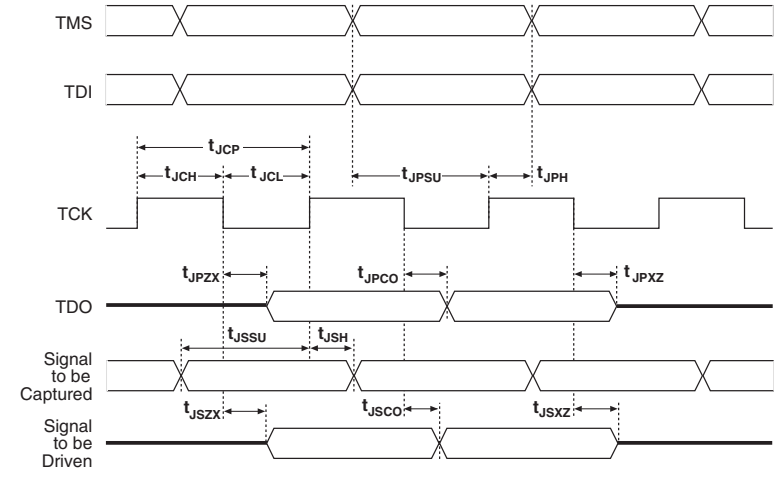 TMS
TDI
tJCP
tJCH
tJCL
tJPSU
tJPH
TCK
tJPZX
tJPCO
tJPXZ
TDO
tJSSU
tJSH
Signal
to be
Captured
tJSZX
tJSCO
tJSXZ
Signal
to be
Driven